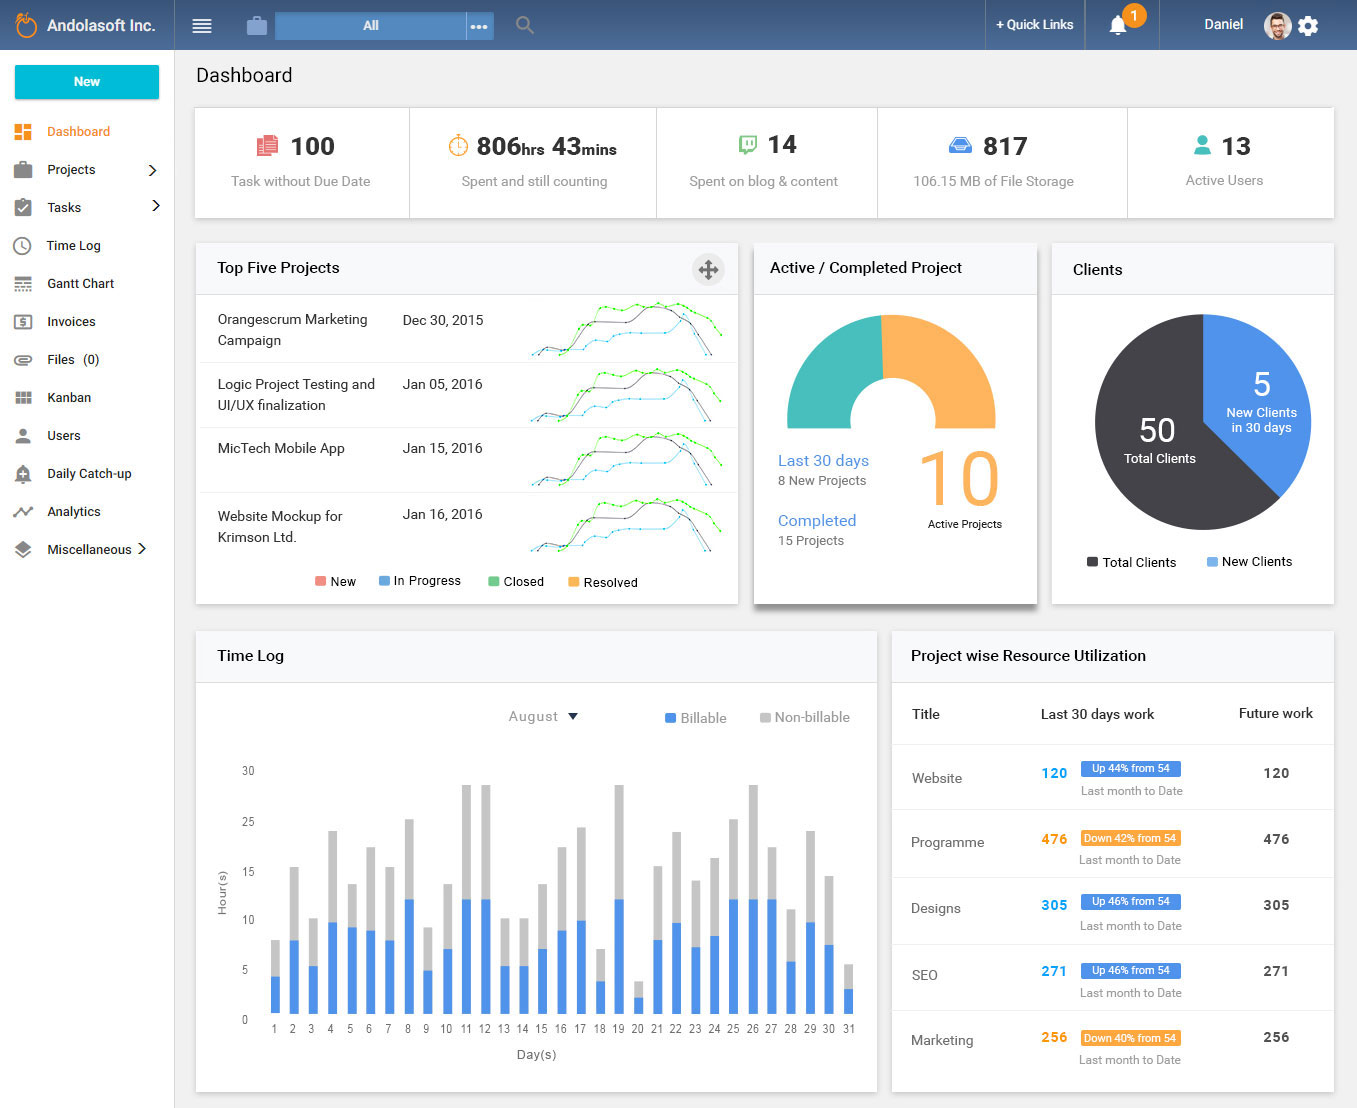 Andolasoft Inc.
All
+ Quick Links
1
Daniel
New
Dashboard
Projects
Tasks
Time Log
Gantt Chart
Invoices
Files (0)
Kanban
Users
Daily Catch-up
Analytics
Miscellaneous
Dashboard
100
Task without Due Date
806hrs 43mins
Spent and still counting
14
Spent on blog & content
817
106.15 MB of File Storage
13
Active Users
Top Five Projects
Orangescrum Marketing
Campaign
Dec 30, 2015
Logic Project Testing and
UI/UX finalization
Jan 05, 2016
MicTech Mobile App
Jan 15, 2016
Website Mockup for
Krimson Ltd.
Jan 16, 2016
New In Progress Closed Resolved
Active / Completed Project
Last 30 days
8 New Projects
Completed
15 Projects
10
Active Projects
Clients
5
New Clients
in 30 days
50
Total Clients
Total Clients New Clients
Time Log
August
Billable Non-billable
30
25
20
15
10
5
0
Hour(s)
1 2 3 4 5 6 7 8 9 10 11 12 13 14 15 16 17 18 19 20 21 22 23 24 25 26 27 28 29 30 31
Day(s)
Project wise Resource Utilization
Title Last 30 days work Future work
Website 120 Up 44% from 54 120
Last month to Date
Programme 476 Down 42% from 54 476
Last month to Date
Designs 305 Up 46% from 54 305
Last month to Date
SEO 271 Up 46% from 54 271
Last month to Date
Marketing 256 Down 40% from 54 256
Last month to Date